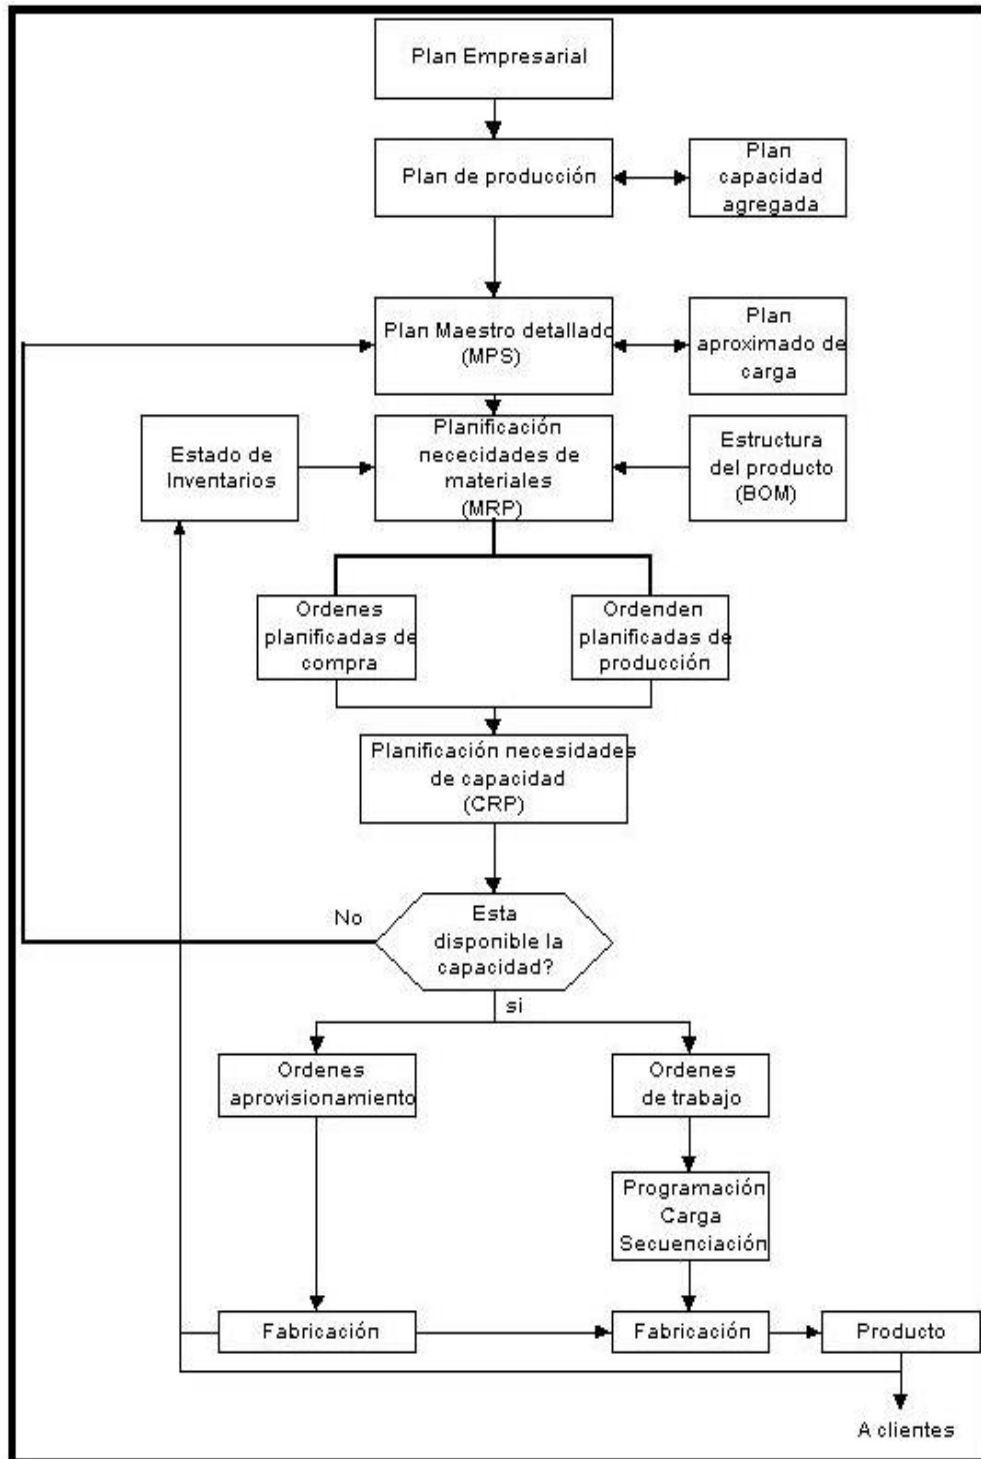 Plan Empresarial
Plan de producción
Plan
capacidad
agregada
Plan Maestro detallado
(MPS)
Plan
aproximado de
carga
Estado de
Inventarios
Planificación
nececidades de
materiales
(MRP)
Estructura
del producto
(BOM)
Ordenes
planificadas de
compra
Ordenden
planificadas de
producción
Planificación necesidades
de capacidad
(CRP)
No
Esta
disponible la
capacidad?
si
Ordenes
aprovisionamiento
Ordenes
de trabajo
Programación
Carga
Secuenciación
Fabricación
Fabricación
Producto
A clientes